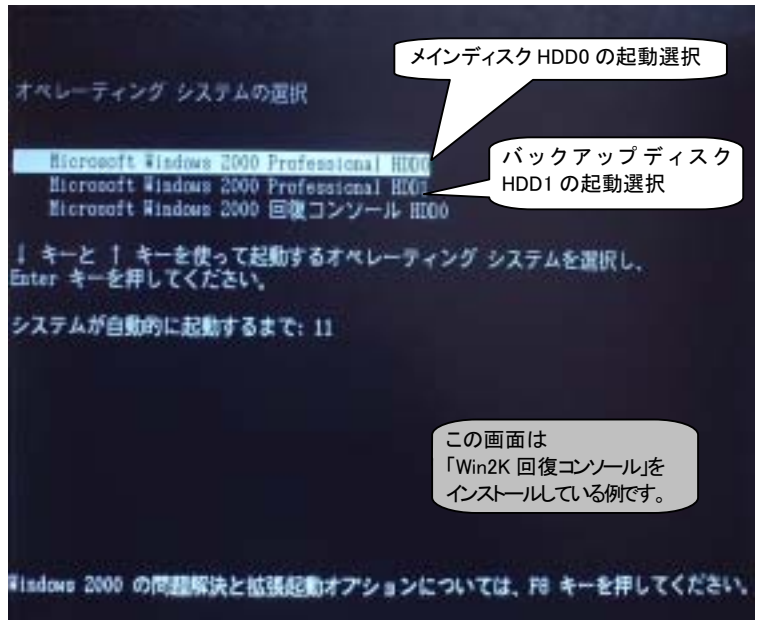 メインディスク HDD0 の起動選択
オペレーティング システムの選択
Microsoft Windows 2000 Professional HDD0
Microsoft Windows 2000 Professional HDD1
Microsoft Windows 2000 回復コンソール HDD0
バックアップディスク
HDD1 の起動選択
↓ キーと ↑ キーを使って起動するオペレーティング システムを選択し、
Enter キーを押してください。
システムが自動的に起動するまで: 11
この画面は
「Win2K 回復コンソール」を
インストールしている例です。
Windows 2000 の問題解決と拡張起動オプションについては、F8 キーを押してください。